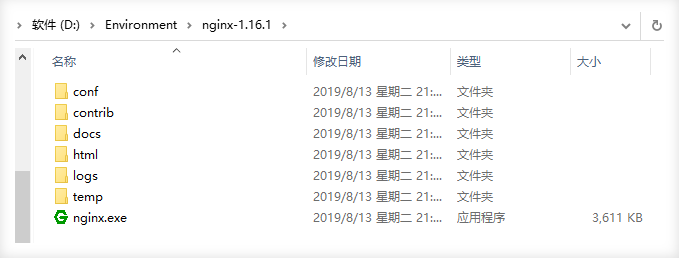 软件 (D:) › Environment › nginx-1.16.1 ›
名称 修改日期 类型 大小
conf 2019/8/13 星期二 21:... 文件夹
contrib 2019/8/13 星期二 21:... 文件夹
docs 2019/8/13 星期二 21:... 文件夹
html 2019/8/13 星期二 21:... 文件夹
logs 2019/8/13 星期二 21:... 文件夹
temp 2019/8/13 星期二 21:... 文件夹
nginx.exe 2019/8/13 星期二 21:... 应用程序 3,611 KB